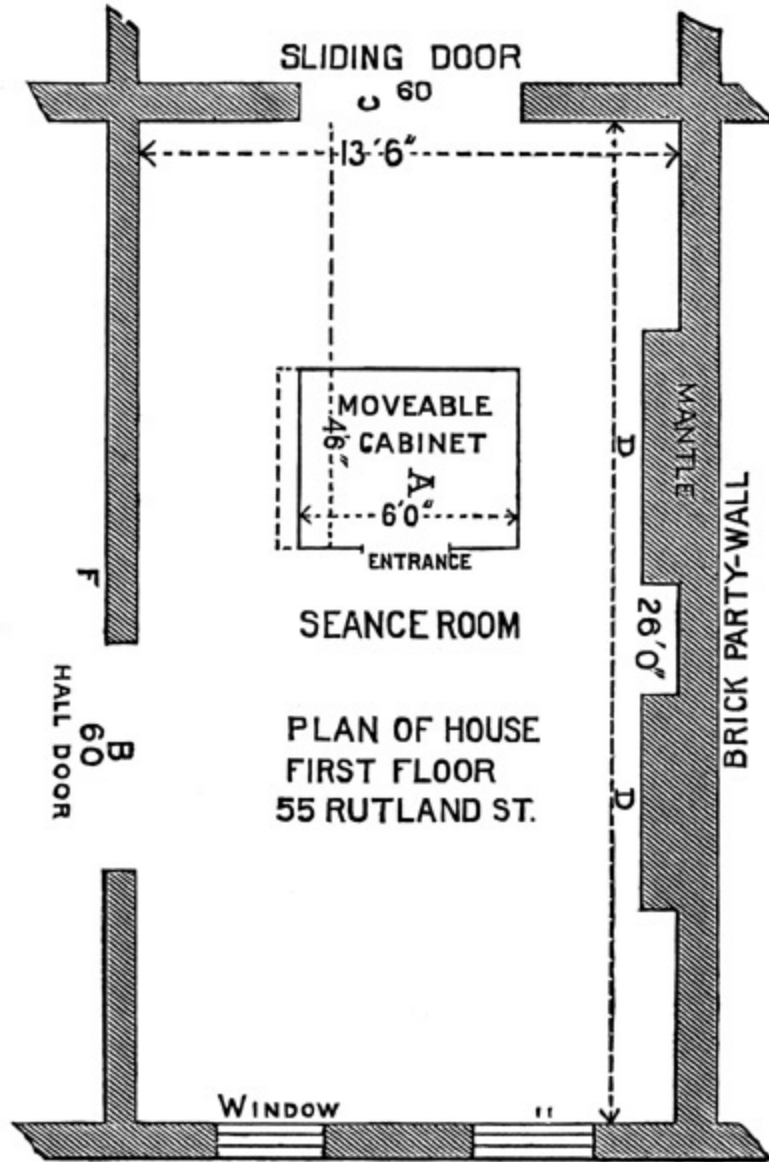 SLIDING DOOR
C 60
13'6"
MOVEABLE
CABINET
4'6"
A
6'0"
ENTRANCE
MANTLE
D
BRICK PARTY-WALL
F
26'0"
SEANCE ROOM
HALL DOOR
B
60
PLAN OF HOUSE
FIRST FLOOR
55 RUTLAND ST.
D
WINDOW
"